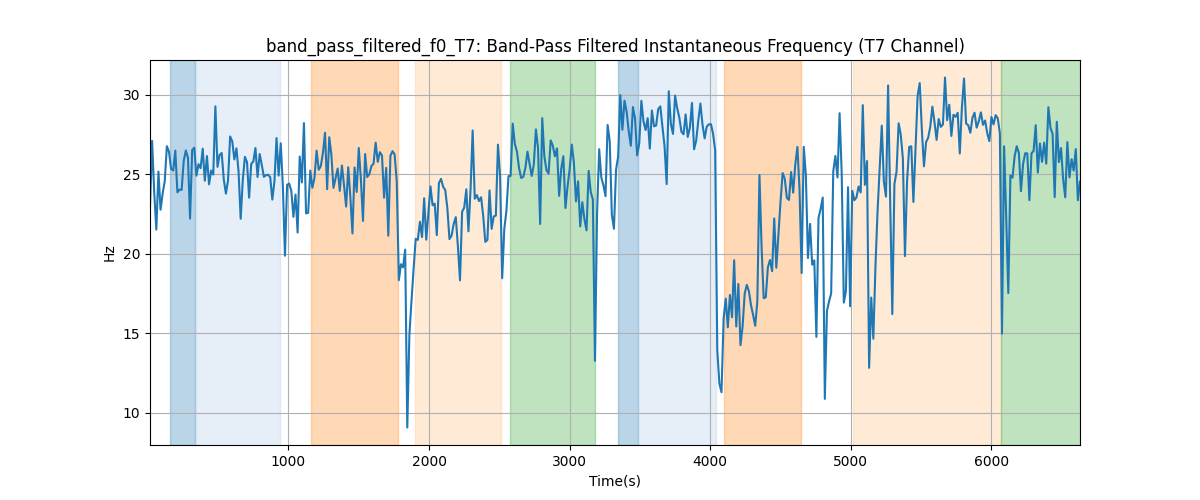 band_pass_filtered_f0_T7: Band-Pass Filtered Instantaneous Frequency (T7 Channel)
30
25
20
15
10
Hz
1000 2000 3000 4000 5000 6000
Time(s)